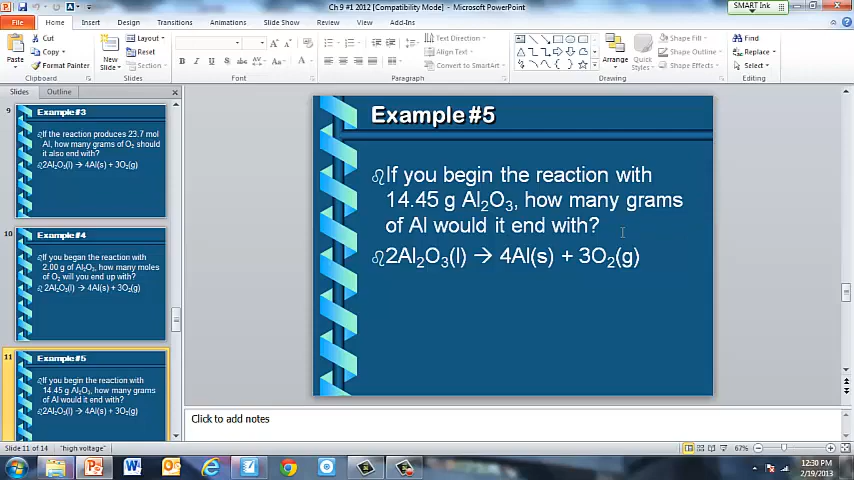 Ch 9 #1 2012 [Compatibility Mode] - Microsoft PowerPoint
SMART Ink
File Home Insert Design Transitions Animations Slide Show Review View Add-Ins
Paste
Cut
Copy
Format Painter
Clipboard
New Slide
Layout
Reset
Section
Slides
B I U S abc AV Aa A
Font
Paragraph
Text Direction
Align Text
Convert to SmartArt
Arrange
Quick Styles
Shape Fill
Shape Outline
Shape Effects
Drawing
Find
Replace
Select
Editing
Slides Outline
9
Example #3
If the reaction produces 23.7 mol
Al, how many grams of O₂ should
it also end with?
2Al₂O₃(l) → 4Al(s) + 3O₂(g)
10
Example #4
If you began the reaction with
2.00 g of Al₂O₃, how many moles
of O₂ will you end up with?
2Al₂O₃(l) → 4Al(s) + 3O₂(g)
11
Example #5
If you begin the reaction with
14.45 g Al₂O₃, how many grams
of Al would it end with?
2Al₂O₃(l) → 4Al(s) + 3O₂(g)
Example #5
If you begin the reaction with
14.45 g Al₂O₃, how many grams
of Al would it end with?
2Al₂O₃(l) → 4Al(s) + 3O₂(g)
Click to add notes
Slide 11 of 14 "high voltage" 67%
12:30 PM
2/19/2013